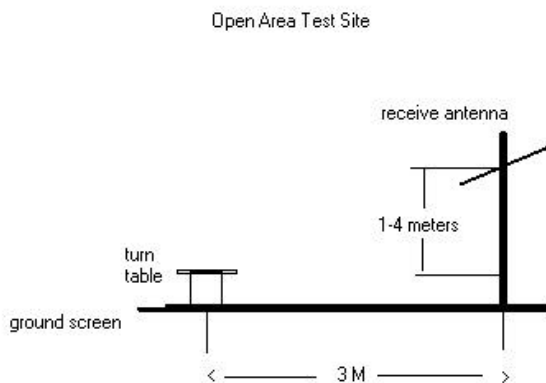 Open Area Test Site
receive antenna
1-4 meters
turn
table
ground screen
3 M